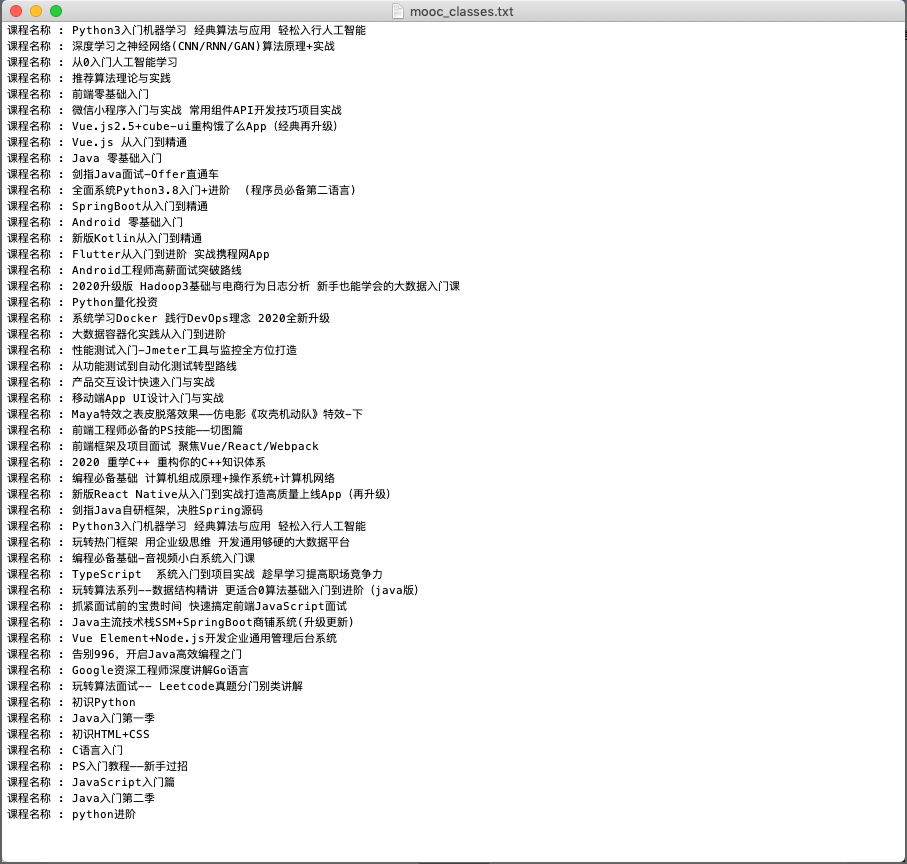 mooc_classes.txt
课程名称 : Python3入门机器学习 经典算法与应用 轻松入行人工智能
课程名称 : 深度学习之神经网络(CNN/RNN/GAN)算法原理+实战
课程名称 : 从0入门人工智能学习
课程名称 : 推荐算法理论与实践
课程名称 : 前端零基础入门
课程名称 : 微信小程序入门与实战 常用组件API开发技巧项目实战
课程名称 : Vue.js2.5+cube-ui重构饿了么App（经典再升级）
课程名称 : Vue.js 从入门到精通
课程名称 : Java 零基础入门
课程名称 : 剑指Java面试-Offer直通车
课程名称 : 全面系统Python3.8入门+进阶 （程序员必备第二语言)
课程名称 : SpringBoot从入门到精通
课程名称 : Android 零基础入门
课程名称 : 新版Kotlin从入门到精通
课程名称 : Flutter从入门到进阶 实战携程网App
课程名称 : Android工程师高薪面试突破路线
课程名称 : 2020升级版 Hadoop3基础与电商行为日志分析 新手也能学会的大数据入门课
课程名称 : Python量化投资
课程名称 : 系统学习Docker 践行DevOps理念 2020全新升级
课程名称 : 大数据容器化实践从入门到进阶
课程名称 : 性能测试入门-Jmeter工具与监控全方位打造
课程名称 : 从功能测试到自动化测试转型路线
课程名称 : 产品交互设计快速入门与实战
课程名称 : 移动端App UI设计入门与实战
课程名称 : Maya特效之表皮脱落效果——仿电影《攻壳机动队》特效-下
课程名称 : 前端工程师必备的PS技能——切图篇
课程名称 : 前端框架及项目面试 聚焦Vue/React/Webpack
课程名称 : 2020 重学C++ 重构你的C++知识体系
课程名称 : 编程必备基础 计算机组成原理+操作系统+计算机网络
课程名称 : 新版React Native从入门到实战打造高质量上线App（再升级）
课程名称 : 剑指Java自研框架，决胜Spring源码
课程名称 : Python3入门机器学习 经典算法与应用 轻松入行人工智能
课程名称 : 玩转热门框架 用企业级思维 开发通用够硬的大数据平台
课程名称 : 编程必备基础-音视频小白系统入门课
课程名称 : TypeScript  系统入门到项目实战 趁早学习提高职场竞争力
课程名称 : 玩转算法系列--数据结构精讲 更适合0算法基础入门到进阶（java版）
课程名称 : 抓紧面试前的宝贵时间 快速搞定前端JavaScript面试
课程名称 : Java主流技术栈SSM+SpringBoot商铺系统(升级更新)
课程名称 : Vue Element+Node.js开发企业通用管理后台系统
课程名称 : 告别996，开启Java高效编程之门
课程名称 : Google资深工程师深度讲解Go语言
课程名称 : 玩转算法面试-- Leetcode真题分门别类讲解
课程名称 : 初识Python
课程名称 : Java入门第一季
课程名称 : 初识HTML+CSS
课程名称 : C语言入门
课程名称 : PS入门教程——新手过招
课程名称 : JavaScript入门篇
课程名称 : Java入门第二季
课程名称 : python进阶